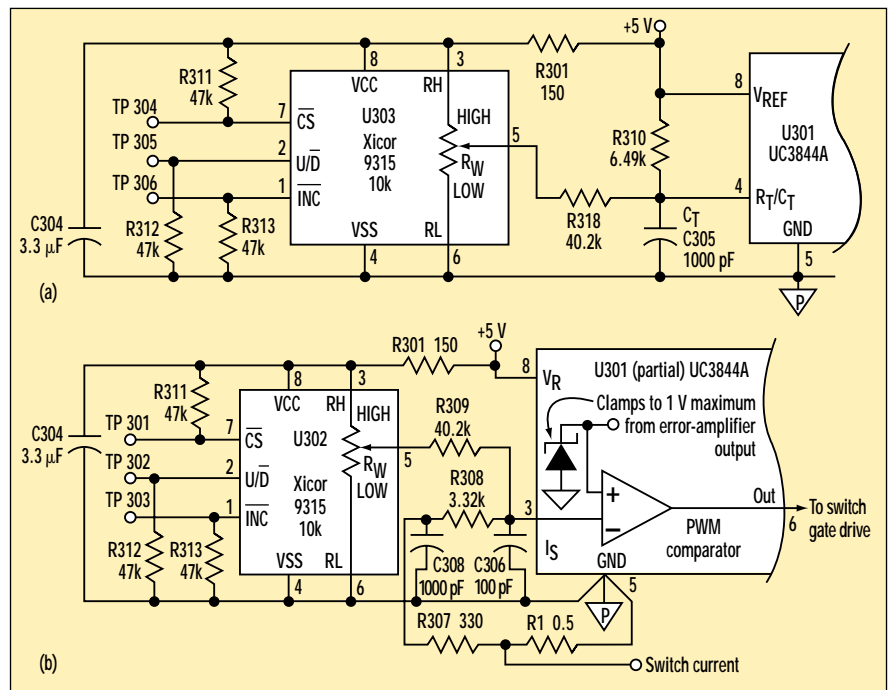 +5 V
R311
47k
TP 304
TP 305
TP 306
7
2
1
CS
U/D
INC
8
VCC
U303
Xicor
9315
10k
VSS
4
3
RH
HIGH
RW
LOW
RL
6
5
R301
150
R310
6.49k
R318
40.2k
CT
C305
1000 pF
8
VREF
U301
UC3844A
4
RT/CT
GND
5
P
C304
3.3 µF
R312
47k
R313
47k
(a)
+5 V
R301 150
R311
47k
C304
3.3 µF
TP 301
TP 302
TP 303
7
2
1
CS
U/D
INC
8
VCC
U302
Xicor
9315
10k
VSS
4
3
RH
HIGH
RW
LOW
RL
6
5
R309
40.2k
R308
3.32k
C308
1000 pF
C306
100 pF
R312
47k
R313
47k
8
VR
U301 (partial) UC3844A
Clamps to 1 V maximum
from error-amplifier
output
3
IS
+
–
PWM
comparator
Out
6
To switch
gate drive
GND
5
P
R307 330
R1 0.5
Switch current
(b)